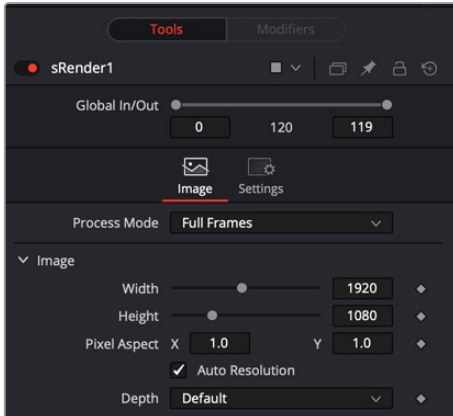 Tools Modifiers
sRender1
Global In/Out
0 120 119
Image Settings
Process Mode Full Frames
Image
Width 1920
Height 1080
Pixel Aspect X 1.0 Y 1.0
Auto Resolution
Depth Default